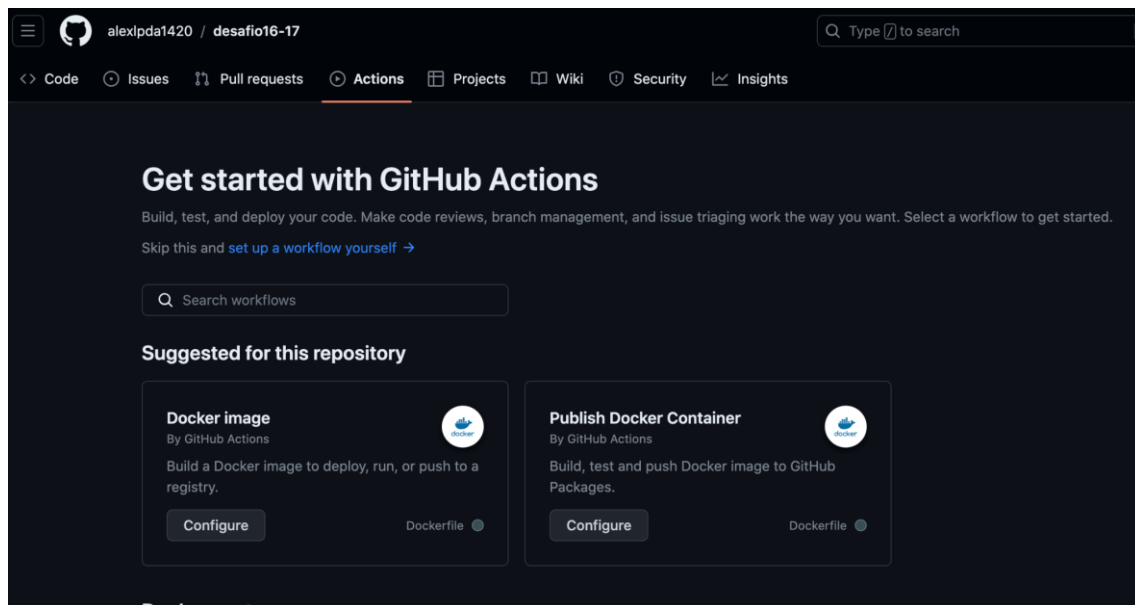 alexlpda1420 / desafio16-17
Type / to search
Code Issues Pull requests Actions Projects Wiki Security Insights
Get started with GitHub Actions
Build, test, and deploy your code. Make code reviews, branch management, and issue triaging work the way you want. Select a workflow to get started.
Skip this and set up a workflow yourself →
Search workflows
Suggested for this repository
Docker image
By GitHub Actions
docker
Build a Docker image to deploy, run, or push to a
registry.
Configure
Dockerfile
Publish Docker Container
By GitHub Actions
docker
Build, test and push Docker image to GitHub
Packages.
Configure
Dockerfile